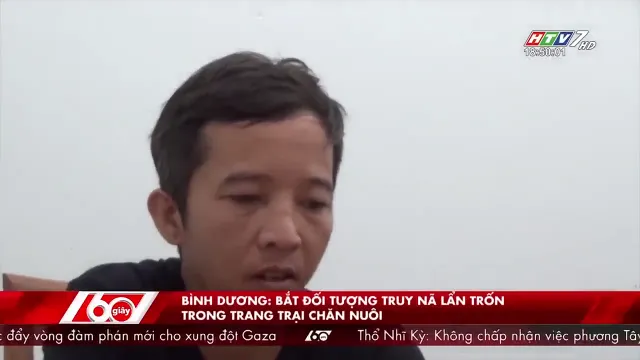 HTV7 HD
18:50:01
60 giây
BÌNH DƯƠNG: BẮT ĐỐI TƯỢNG TRUY NÃ LẨN TRỐN
TRONG TRANG TRẠI CHĂN NUÔI
đẩy vòng đàm phán mới cho xung đột Gaza
Thổ Nhĩ Kỳ: Không chấp nhận việc phương